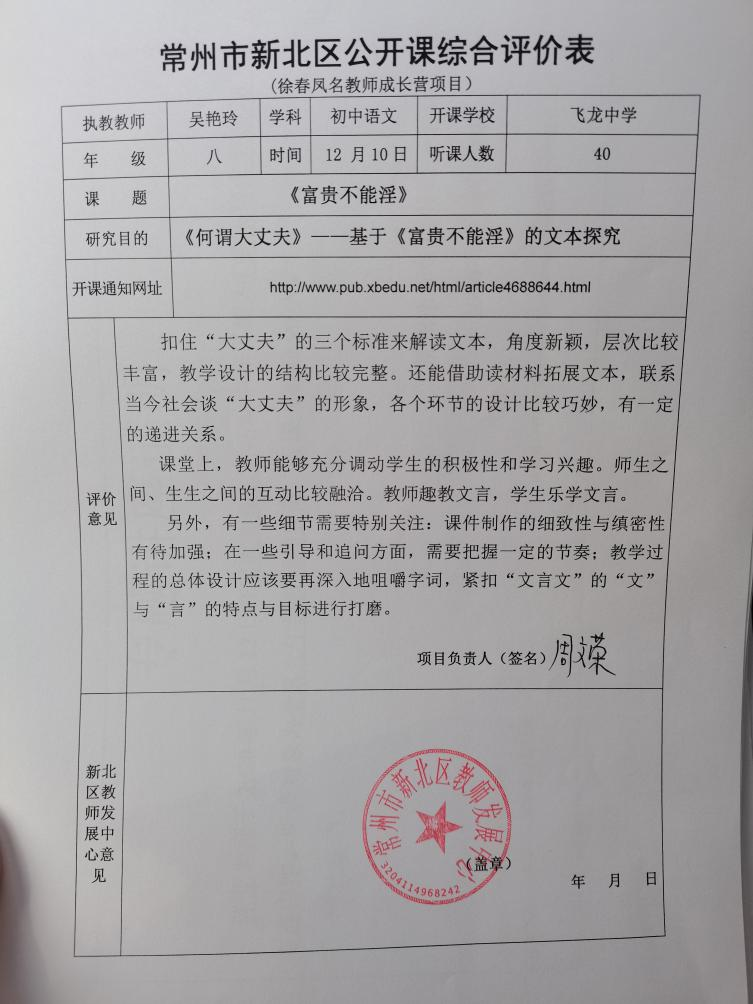 常州市新北区公开课综合评价表
(徐春凤名教师成长营项目)
执教教师 吴艳玲 学科 初中语文 开课学校 飞龙中学
年 级 八 时间 12 月 10 日 听课人数 40
课 题 《富贵不能淫》
研究目的 《何谓大丈夫》——基于《富贵不能淫》的文本探究
开课通知网址 http://www.pub.xbedu.net/html/article4688644.html
评价
意见
扣住“大丈夫”的三个标准来解读文本，角度新颖，层次比较
丰富，教学设计的结构比较完整。还能借助读材料拓展文本，联系
当今社会谈“大丈夫”的形象，各个环节的设计比较巧妙，有一定
的递进关系。
课堂上，教师能够充分调动学生的积极性和学习兴趣。师生之
间、生生之间的互动比较融洽。教师趣教文言，学生乐学文言。
另外，有一些细节需要特别关注：课件制作的细致性与缜密性
有待加强；在一些引导和追问方面，需要把握一定的节奏；教学过
程的总体设计应该要再深入地咀嚼字词，紧扣“文言文”的“文”
与“言”的特点与目标进行打磨。
项目负责人（签名）周文荣
新北
区教
师发
展中
心意
见
常州市新北区教师发展中心
3204114968242
（盖章）
年 月 日